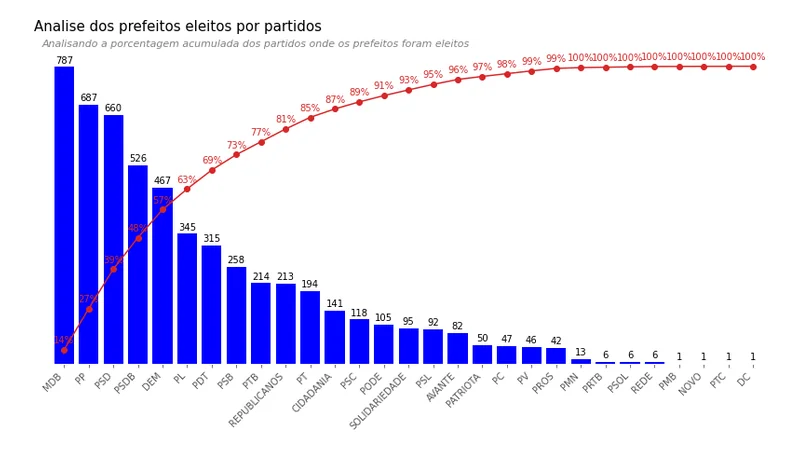 Analise dos prefeitos eleitos por partidos
Analisando a porcentagem acumulada dos partidos onde os prefeitos foram eleitos
787
687
660
526
467
345
315
258
214
213
194
141
118
105
95
92
82
50
47
46
42
13
6
6
6
1
1
1
1
14%
27%
39%
48%
57%
63%
69%
73%
77%
81%
85%
87%
89%
91%
93%
95%
96%
97%
98%
99%
99%
100%
100%
100%
100%
100%
100%
100%
100%
MDB
PP
PSD
PSDB
DEM
PL
PDT
PSB
PTB
REPUBLICANOS
PT
CIDADANIA
PSC
PODE
SOLIDARIEDADE
PSL
AVANTE
PATRIOTA
PC
PV
PROS
PMN
PRTB
PSOL
REDE
PMB
NOVO
PTC
DC